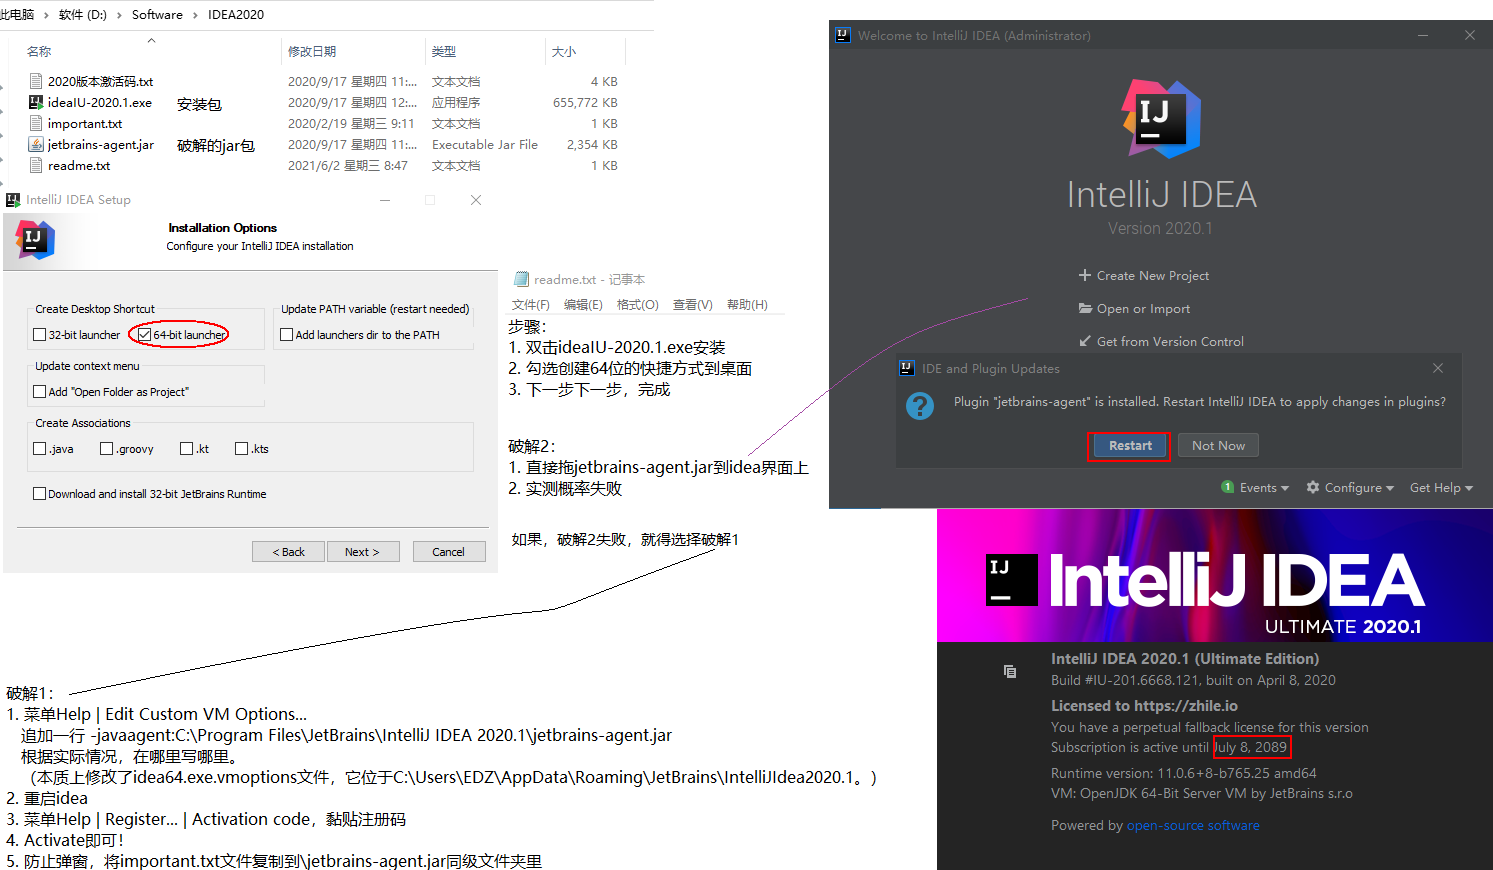 此电脑 › 软件 (D:) › Software › IDEA2020
名称 修改日期 类型 大小
2020版本激活码.txt 2020/9/17 星期四 11:... 文本文档 4 KB
ideaIU-2020.1.exe 安装包 2020/9/17 星期四 12:... 应用程序 655,772 KB
important.txt 2020/2/19 星期三 9:11 文本文档 1 KB
jetbrains-agent.jar 破解的jar包 2020/9/17 星期四 11:... Executable Jar File 2,354 KB
readme.txt 2021/6/2 星期三 8:47 文本文档 1 KB
IntelliJ IDEA Setup
Installation Options
Configure your IntelliJ IDEA installation
Create Desktop Shortcut
32-bit launcher 64-bit launcher
Update PATH variable (restart needed)
Add launchers dir to the PATH
Update context menu
Add "Open Folder as Project"
Create Associations
.java .groovy .kt .kts
Download and install 32-bit JetBrains Runtime
< Back Next > Cancel
readme.txt - 记事本
文件(F) 编辑(E) 格式(O) 查看(V) 帮助(H)
步骤：
1. 双击ideaIU-2020.1.exe安装
2. 勾选创建64位的快捷方式到桌面
3. 下一步下一步，完成
破解2：
1. 直接拖jetbrains-agent.jar到idea界面上
2. 实测概率失败
如果，破解2失败，就得选择破解1
破解1：
1. 菜单Help | Edit Custom VM Options...
追加一行 -javaagent:C:\Program Files\JetBrains\IntelliJ IDEA 2020.1\jetbrains-agent.jar
根据实际情况，在哪里写哪里。
（本质上修改了idea64.exe.vmoptions文件，它位于C:\Users\EDZ\AppData\Roaming\JetBrains\IntelliJIdea2020.1。）
2. 重启idea
3. 菜单Help | Register... | Activation code，黏贴注册码
4. Activate即可！
5. 防止弹窗，将important.txt文件复制到\jetbrains-agent.jar同级文件夹里
IJ Welcome to IntelliJ IDEA (Administrator)
IJ
IntelliJ IDEA
Version 2020.1
Create New Project
Open or Import
Get from Version Control
IDE and Plugin Updates
Plugin "jetbrains-agent" is installed. Restart IntelliJ IDEA to apply changes in plugins?
Restart Not Now
1 Events Configure Get Help
IJ IntelliJ IDEA
ULTIMATE 2020.1
IntelliJ IDEA 2020.1 (Ultimate Edition)
Build #IU-201.6668.121, built on April 8, 2020
Licensed to https://zhile.io
You have a perpetual fallback license for this version
Subscription is active until July 8, 2089
Runtime version: 11.0.6+8-b765.25 amd64
VM: OpenJDK 64-Bit Server VM by JetBrains s.r.o
Powered by open-source software